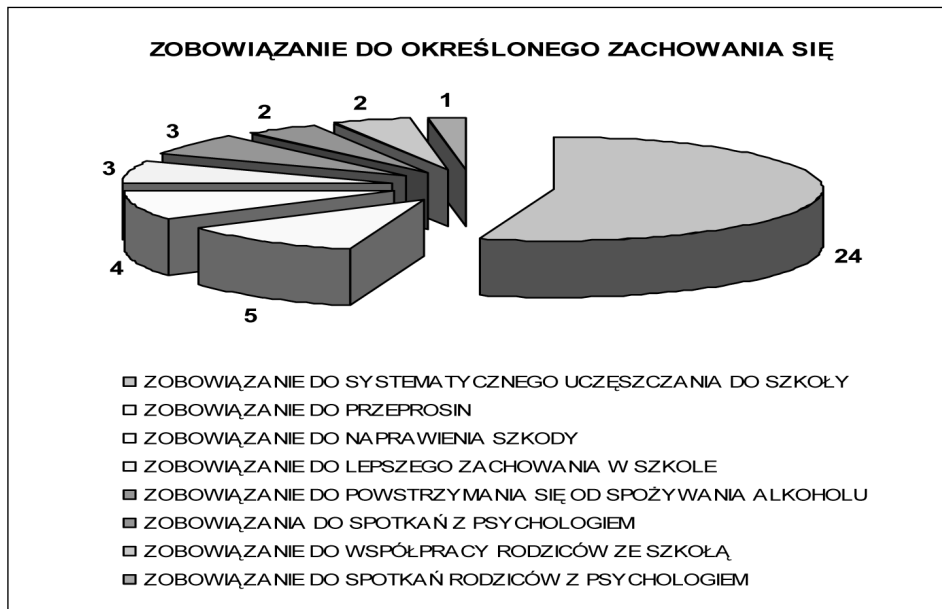 ZOBOWIĄZANIE DO OKREŚLONEGO ZACHOWANIA SIĘ
1
2
2
3
3
4
5
24
ZOBOWIĄZANIE DO SYSTEMATYCZNEGO UCZĘSZCZANIA DO SZKOŁY
ZOBOWIĄZANIE DO PRZEPROSIN
ZOBOWIĄZANIE DO NAPRAWIENIA SZKODY
ZOBOWIĄZANIE DO LEPSZEGO ZACHOWANIA W SZKOLE
ZOBOWIĄZANIE DO POWSTRZYMANIA SIĘ OD SPOŻYWANIA ALKOHOLU
ZOBOWIĄZANIA DO SPOTKAŃ Z PSYCHOLOGIEM
ZOBOWIĄZANIE DO WSPÓŁPRACY RODZICÓW ZE SZKOŁĄ
ZOBOWIĄZANIE DO SPOTKAŃ RODZICÓW Z PSYCHOLOGIEM